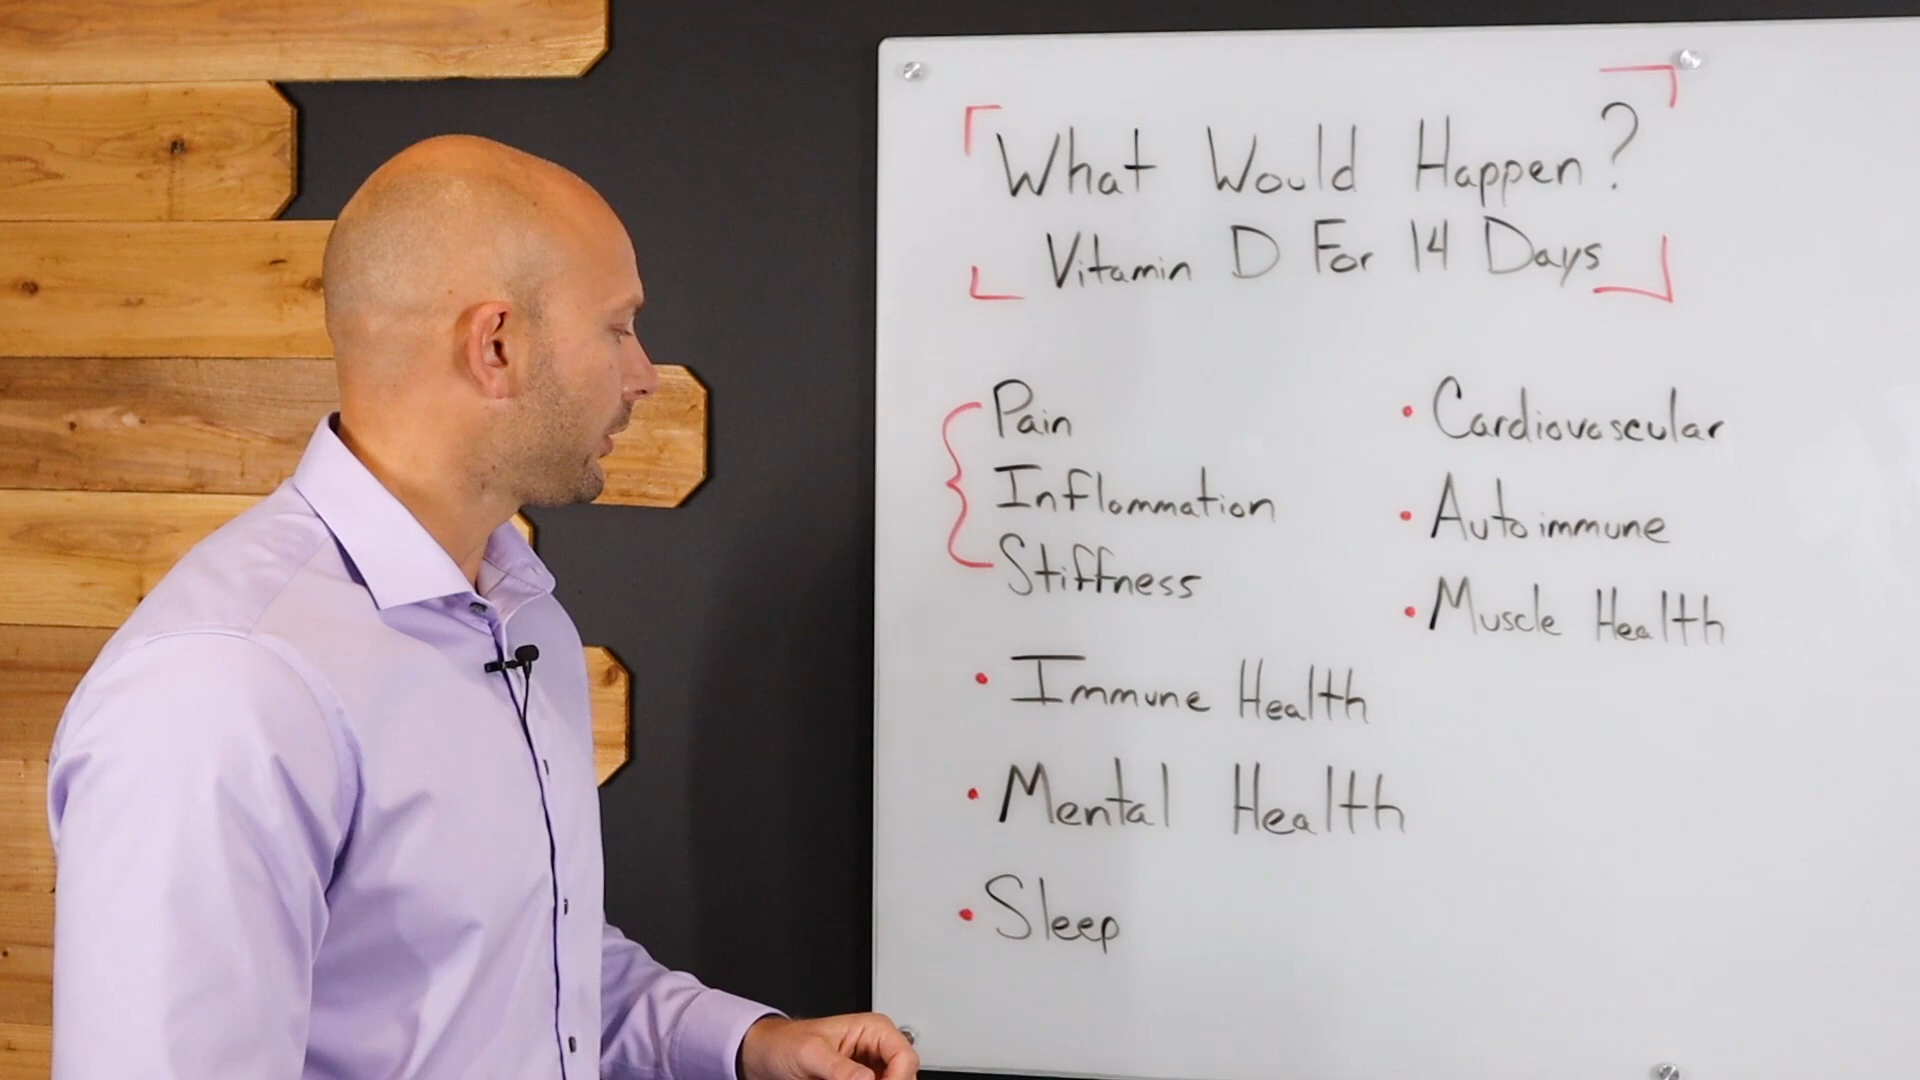 What Would Happen?
Vitamin D For 14 Days
Pain
Inflammation
Stiffness
• Immune Health
• Mental Health
• Sleep
• Cardiovascular
• Autoimmune
• Muscle Health